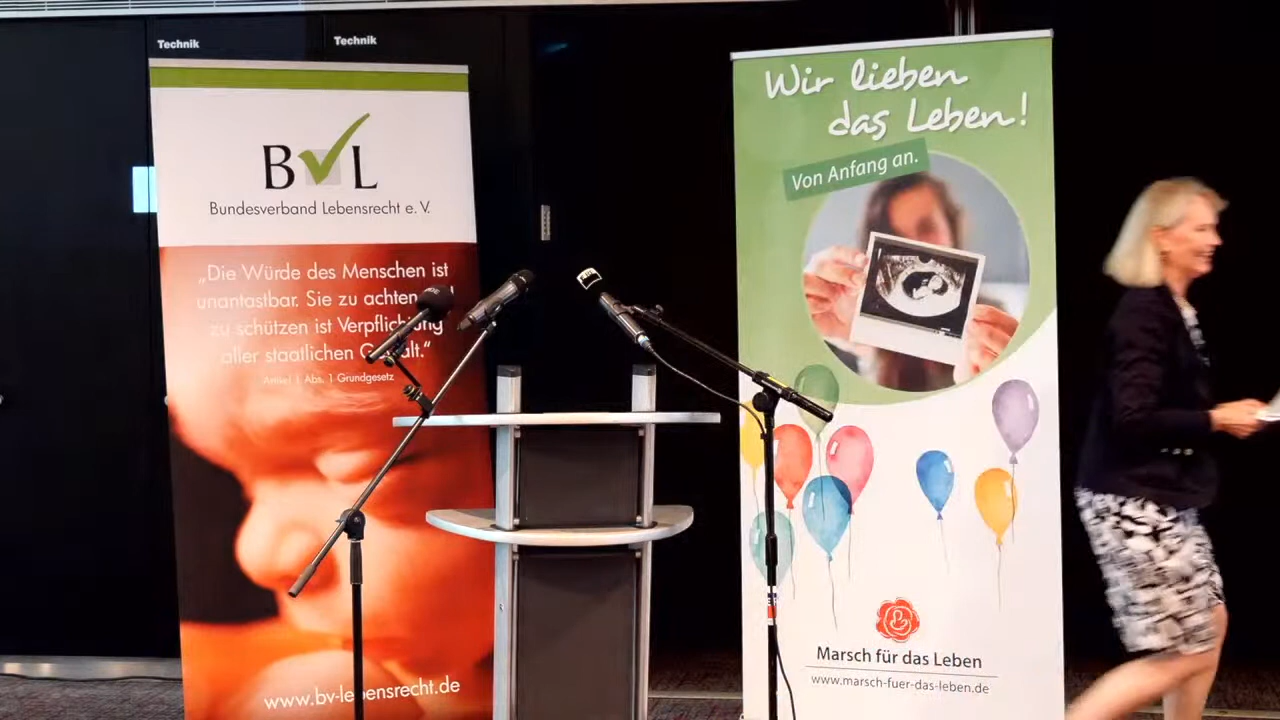 Technik
Technik
BVL
Bundesverband Lebensrecht e. V.
„Die Würde des Menschen ist
unantastbar. Sie zu achten
zu schützen ist Verpflichtung
aller staatlichen Gewalt.“
Artikel 1 Abs. 1 Grundgesetz
www.bv-lebensrecht.de
Wir lieben
das Leben!
Von Anfang an.
Marsch für das Leben
www.marsch-fuer-das-leben.de